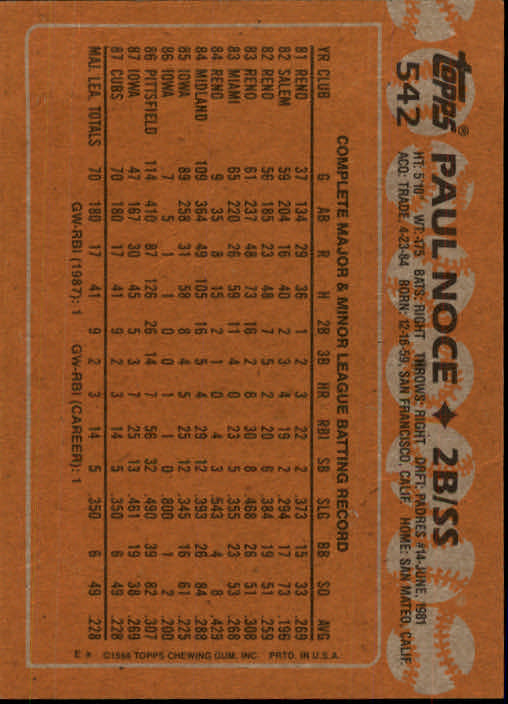 topps® PAUL NOCE ✦ 2B/SS
542 HT: 5'10" WT: 175 BATS: RIGHT THROWS: RIGHT DRFT: PADRES #14-JUNE, 1981
ACQ: TRADE, 4-23-84 BORN: 12-16-59, SAN FRANCISCO, CALIF. HOME: SAN MATEO, CALIF.
COMPLETE MAJOR & MINOR LEAGUE BATTING RECORD
YR CLUB G AB R H 2B 3B HR RBI SB SLG BB SO AVG
81 RENO 37 134 29 36 1 2 3 22 2 .373 15 33 .269
82 SALEM 59 204 16 40 2 3 4 19 2 .294 17 73 .196
82 RENO 56 185 23 48 7 5 2 20 6 .384 19 51 .259
83 RENO 61 237 48 73 16 2 6 30 8 .468 26 51 .308
83 MIAMI 65 220 26 59 11 4 0 23 5 .355 23 53 .268
84 RENO 9 35 8 15 2 1 0 4 3 .543 4 8 .429
84 MIDLAND 109 364 49 105 16 5 4 29 12 .393 26 84 .288
85 IOWA 89 258 31 58 8 4 5 25 12 .345 16 61 .225
86 IOWA 7 5 1 1 0 0 1 1 0 .800 1 2 .200
86 PITTSFIELD 114 410 87 126 26 14 7 56 32 .490 39 82 .307
87 IOWA 47 167 30 45 5 3 7 25 13 .461 19 38 .269
87 CUBS 70 180 17 41 9 2 3 14 5 .350 6 49 .228
MAJ. LEA. TOTALS 70 180 17 41 9 2 3 14 5 .350 6 49 .228
GW-RBI (1987): 1 GW-RBI (CAREER): 1
E * ©1988 TOPPS CHEWING GUM, INC. PRTD. IN U.S.A.